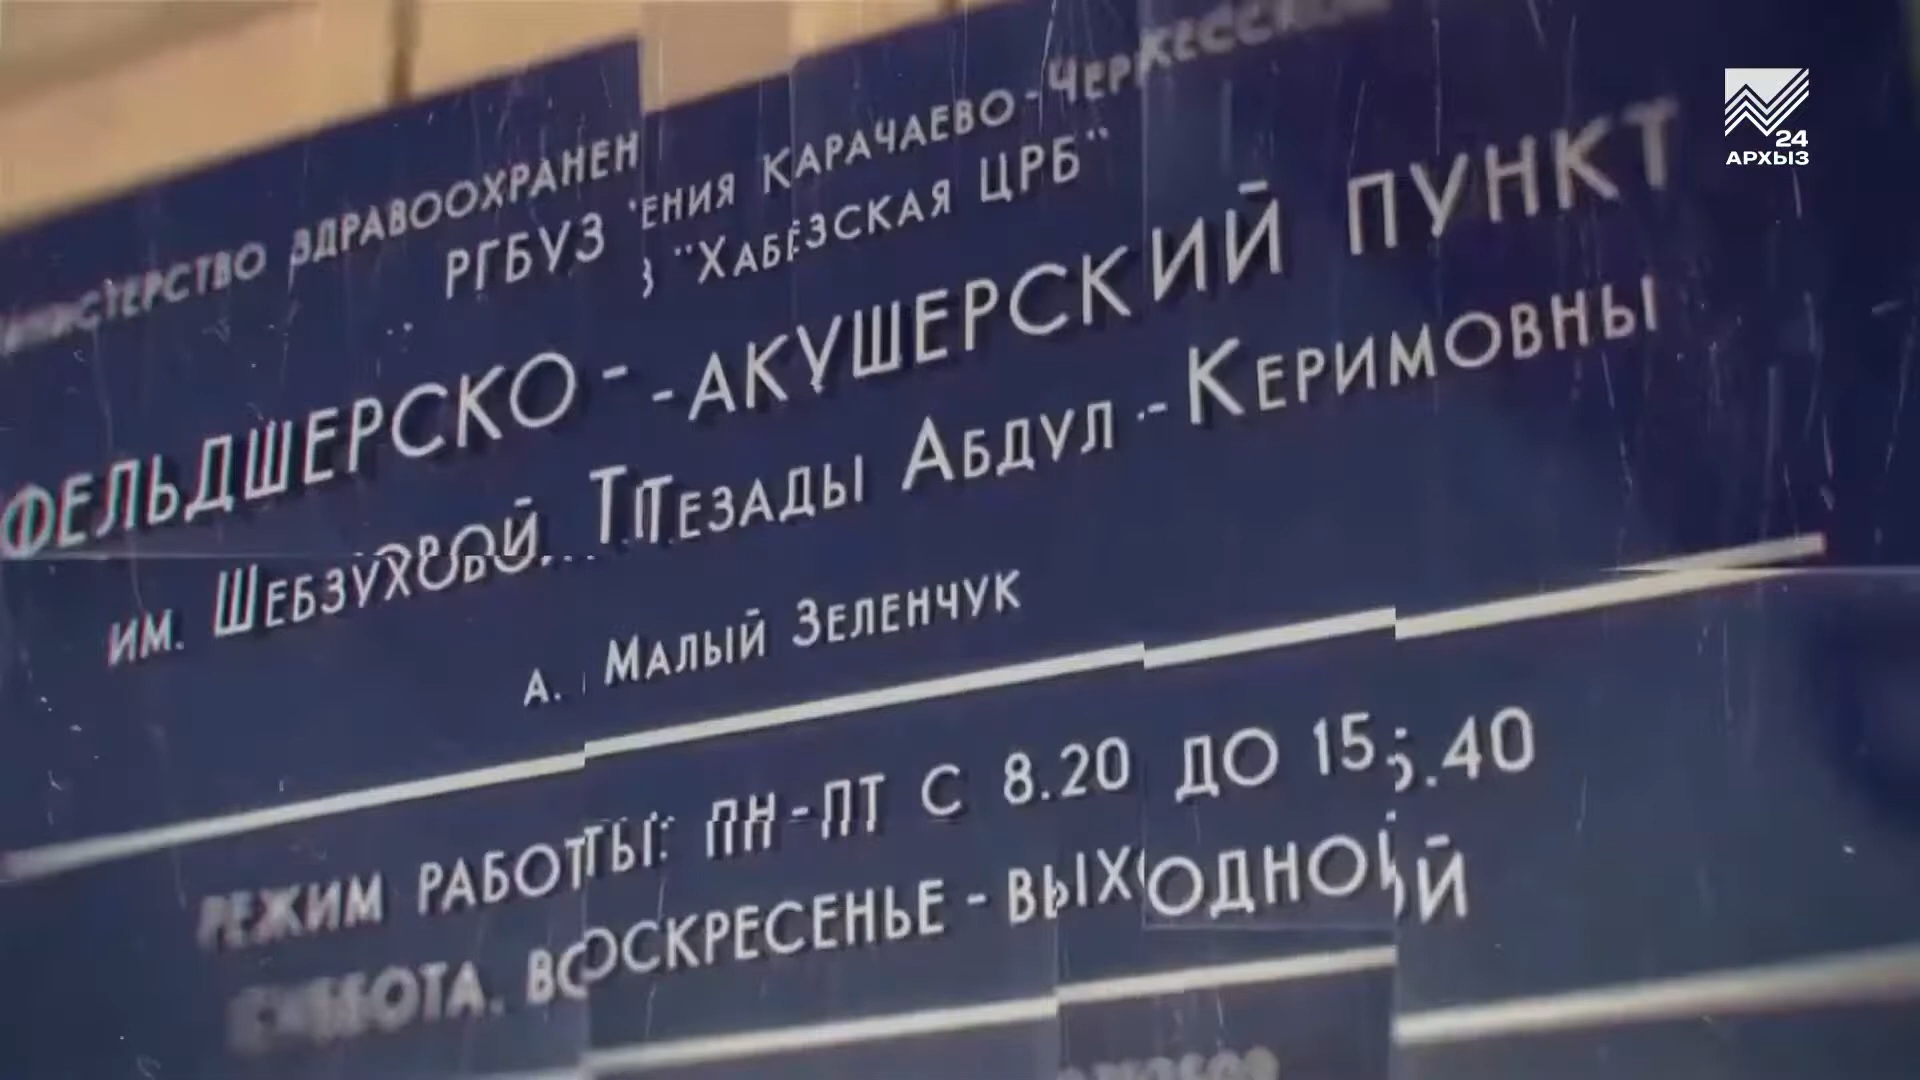 МИНИСТЕРСТВО ЗДРАВООХРАНЕНИЯ КАРАЧАЕВО-ЧЕРКЕССКОЙ
РГБУЗ "ХАБЕЗСКАЯ ЦРБ"
ФЕЛЬДШЕРСКО-АКУШЕРСКИЙ ПУНКТ
ИМ. ШЕБЗУХОВОЙ ТЕЗАДЫ АБДУЛ-КЕРИМОВНЫ
А. МАЛЫЙ ЗЕЛЕНЧУК
РЕЖИМ РАБОТЫ: ПН-ПТ С 8.20 ДО 15.40
СУББОТА, ВОСКРЕСЕНЬЕ - ВЫХОДНОЙ
24
АРХЫЗ